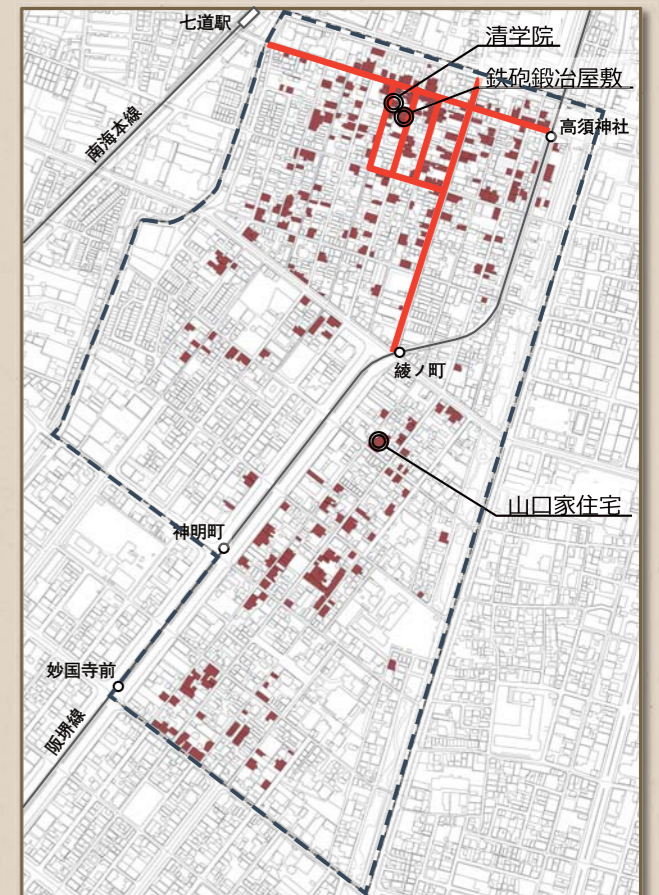 七道駅
清学院
鉄砲鍛冶屋敷
高須神社
南海本線
綾ノ町
山口家住宅
神明町
妙国寺前
阪堺線